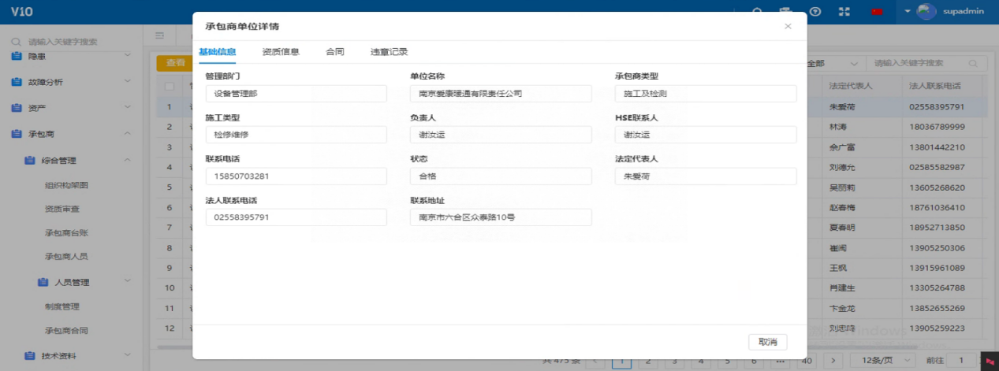 V10
supadmin
请输入关键字搜索
隐患
故障分析
资产
承包商
综合管理
组织构架图
资质审查
承包商台账
承包商人员
人员管理
制度管理
承包商合同
技术资料
承包商单位详情
基础信息 资质信息 合同 违章记录
管理部门 单位名称 承包商类型
设备管理部 南京爱康暖通有限责任公司 施工及检测
施工类型 负责人 HSE联系人
检修维修 谢汝运 谢汝运
联系电话 状态 法定代表人
15850703281 合格 朱爱荷
法人联系电话 联系地址
02558395791 南京市六合区众泰路10号
取消
查看
全部 请输入关键字搜索
法定代表人 法人联系电话
1 朱爱荷 02558395791
2 林涛 18036789999
3 余广富 13801442210
4 刘德允 02585582987
5 吴丽莉 13605268620
6 赵春梅 18761036410
7 夏春明 18952713850
8 崔闯 13905250306
9 王枫 13915961089
10 肖建生 13305264788
11 卞金龙 13852655269
12 刘忠峰 13905259223
共 475 条 1 2 3 4 5 6 ••• 40 12条/页 前往 1